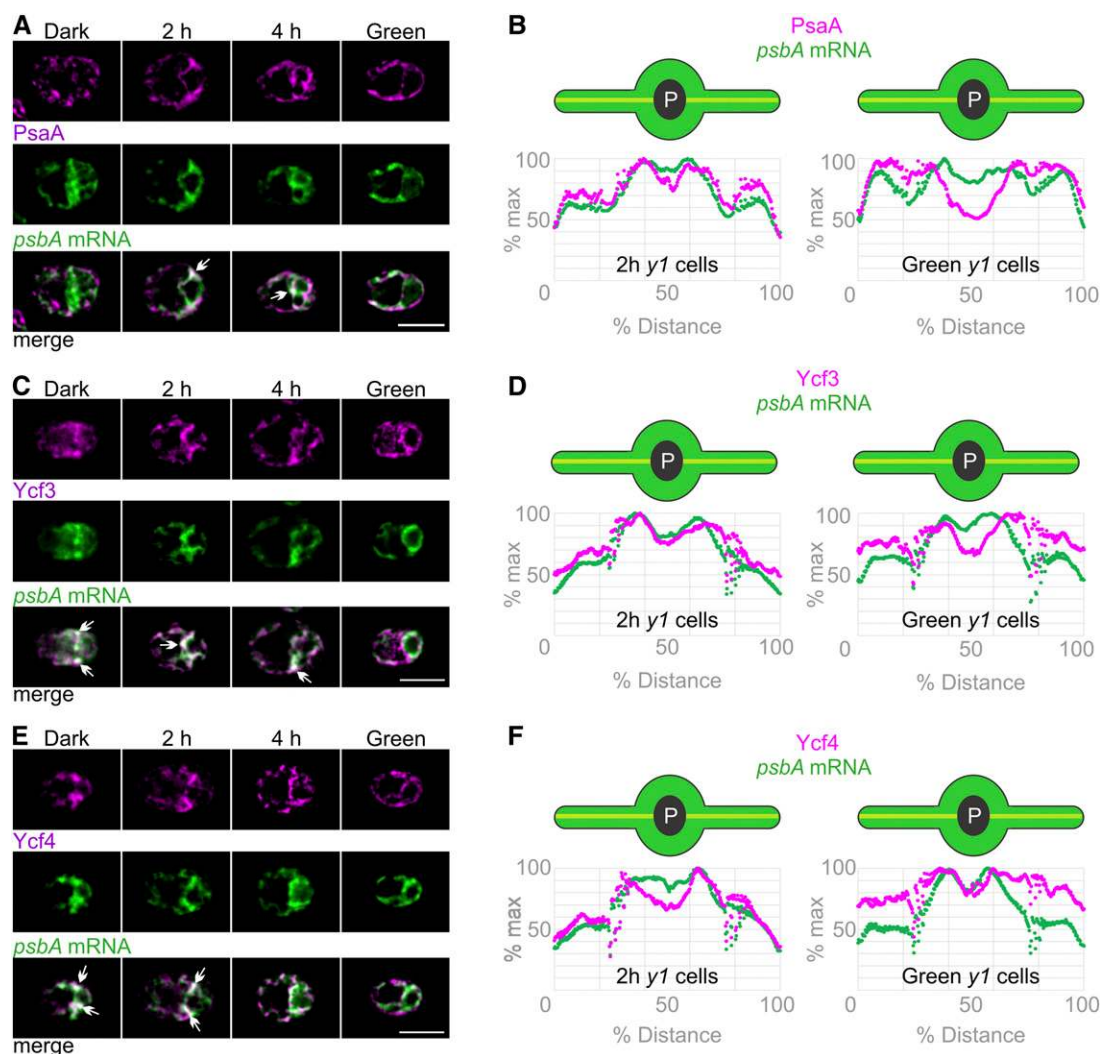 A
Dark 2 h 4 h Green
PsaA
psbA mRNA
merge
B
PsaA
psbA mRNA
P P
100
50
% max
2h y1 cells
0 50 100
% Distance
100
50
% max
Green y1 cells
0 50 100
% Distance
C
Dark 2 h 4 h Green
Ycf3
psbA mRNA
merge
D
Ycf3
psbA mRNA
P P
100
50
% max
2h y1 cells
0 50 100
% Distance
100
50
% max
Green y1 cells
0 50 100
% Distance
E
Dark 2 h 4 h Green
Ycf4
psbA mRNA
merge
F
Ycf4
psbA mRNA
P P
100
50
% max
2h y1 cells
0 50 100
% Distance
100
50
% max
Green y1 cells
0 50 100
% Distance